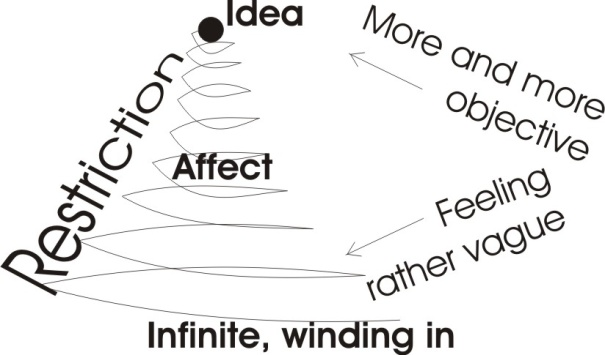 Idea
More and more
objective
Restriction
Affect
Feeling
rather vague
Infinite, winding in